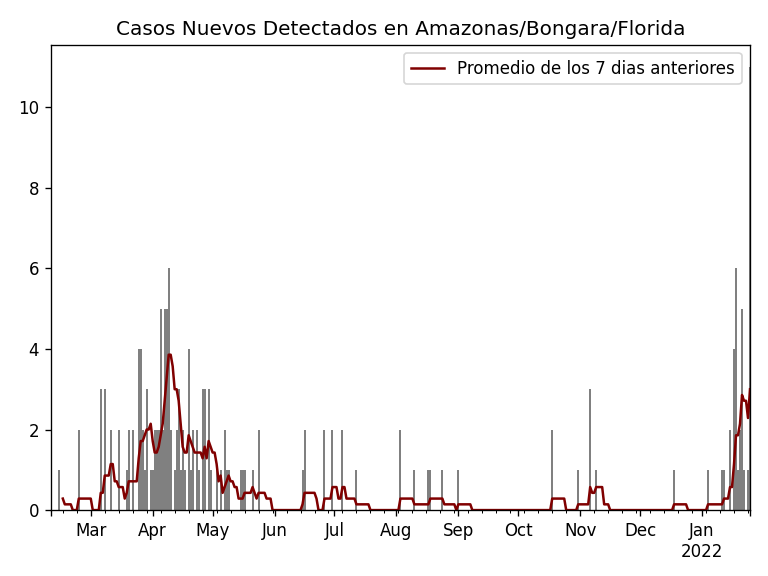 Casos Nuevos Detectados en Amazonas/Bongara/Florida
Promedio de los 7 dias anteriores
10
8
6
4
2
0
Mar Apr May Jun Jul Aug Sep Oct Nov Dec Jan
2022